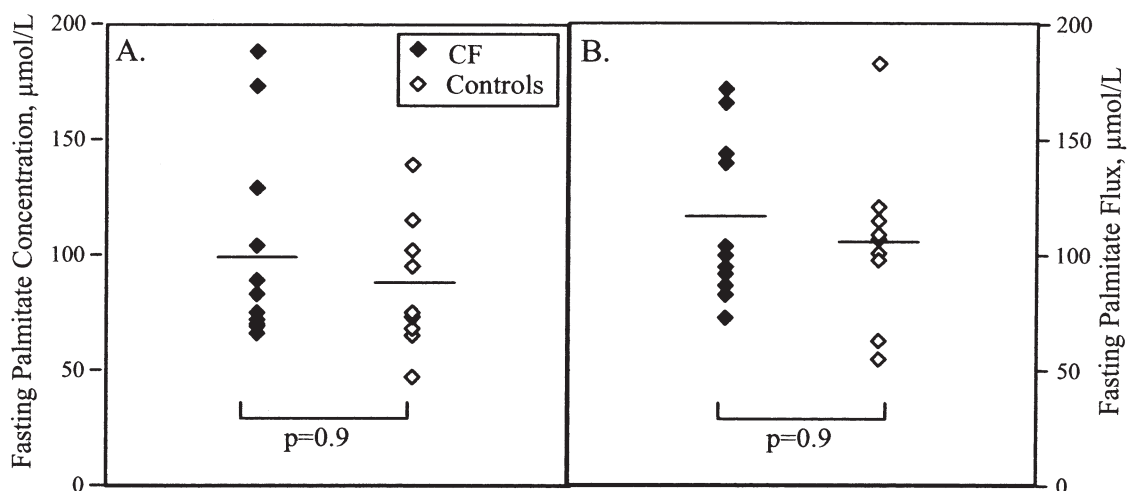 Fasting Palmitate Concentration, μmol/L
200
150
100
50
0
A.
CF
Controls
p=0.9
B.
p=0.9
200
150
100
50
0
Fasting Palmitate Flux, μmol/L